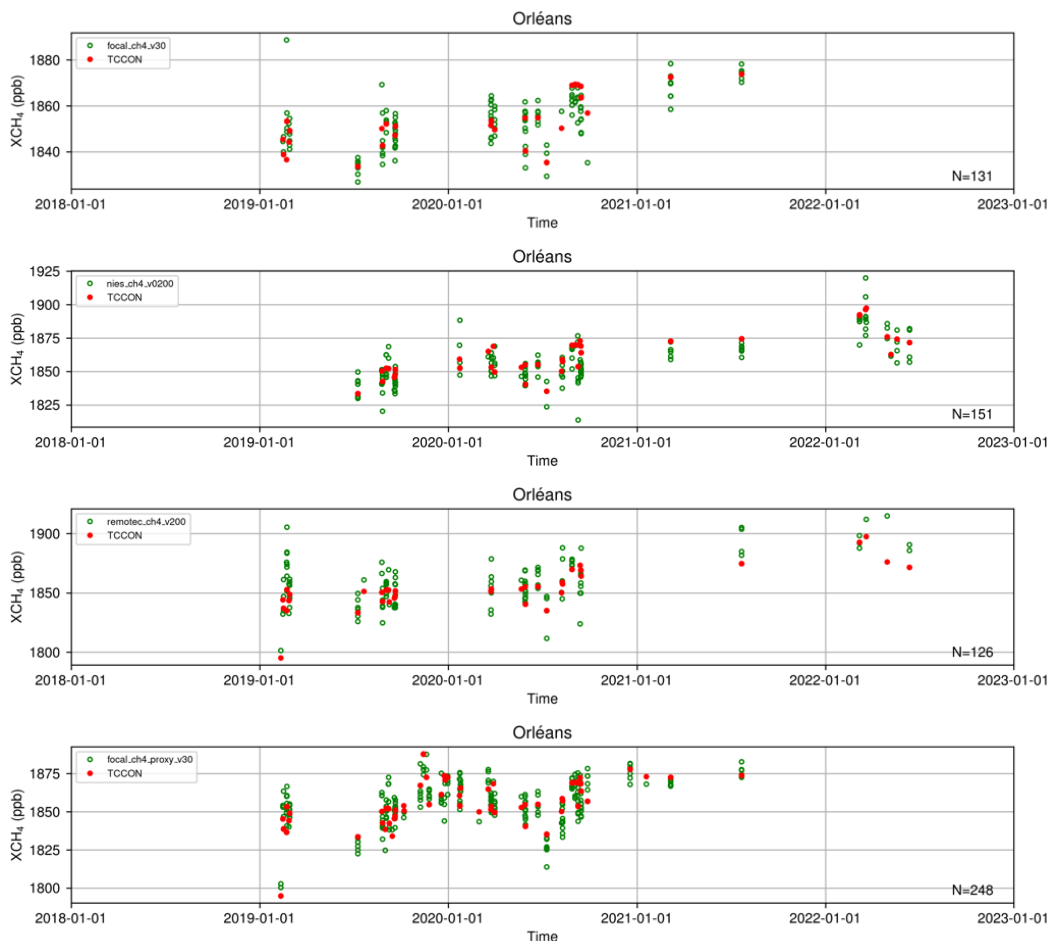 Orléans
XCH₄ (ppb)
1880
1860
1840
focal_ch4_v30
TCCON
N=131
2018-01-01 2019-01-01 2020-01-01 2021-01-01 2022-01-01 2023-01-01
Time
Orléans
XCH₄ (ppb)
1925
1900
1875
1850
1825
nies_ch4_v0200
TCCON
N=151
2018-01-01 2019-01-01 2020-01-01 2021-01-01 2022-01-01 2023-01-01
Time
Orléans
XCH₄ (ppb)
1900
1850
1800
remotec_ch4_v200
TCCON
N=126
2018-01-01 2019-01-01 2020-01-01 2021-01-01 2022-01-01 2023-01-01
Time
Orléans
XCH₄ (ppb)
1875
1850
1825
1800
focal_ch4_proxy_v30
TCCON
N=248
2018-01-01 2019-01-01 2020-01-01 2021-01-01 2022-01-01 2023-01-01
Time